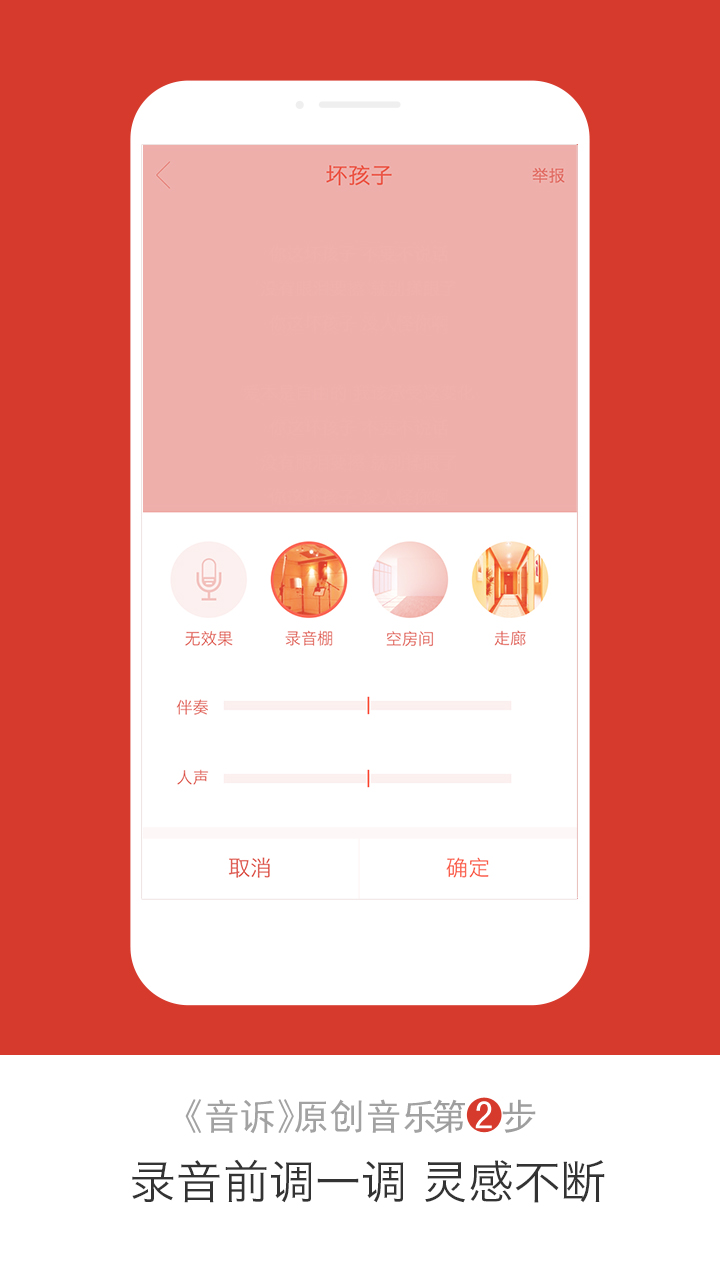 坏孩子 举报
无效果 录音棚 空房间 走廊
伴奏
人声
取消 确定
《音诉》原创音乐第2步
录音前调一调 灵感不断